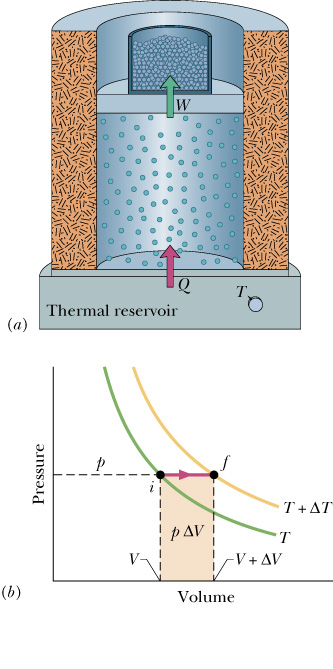 W
Q
T
Thermal reservoir
(a)
Pressure
p
f
i
T + ΔT
p ΔV
T
V
V + ΔV
(b)
Volume